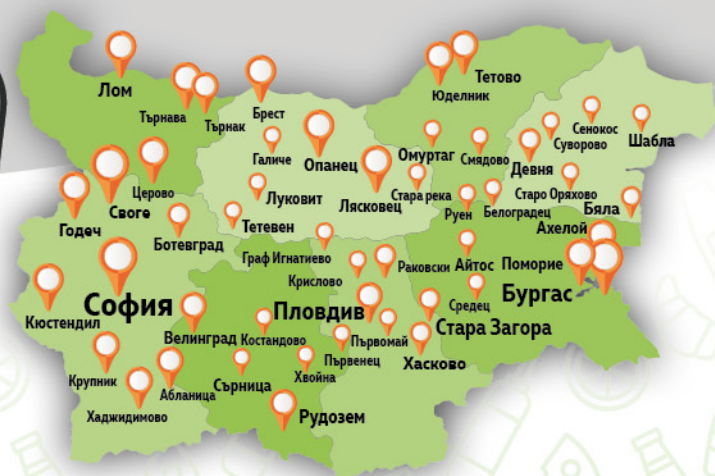 Лом
Тетово
Юделник
Търнава
Търнак
Брест
Сенокос
Суворово
Шабла
Галиче
Опанец
Омуртаг
Смядово
Девня
Церово
Своге
Луковит
Лясковец
Стара река
Старо Оряхово
Годеч
Тетевен
Руен
Белоградец
Бяла
Ботевград
Ахелой
Граф Игнатиево
Крислово
Раковски
Айтос
Поморие
София
Пловдив
Средец
Бургас
Кюстендил
Велинград
Костандово
Първомай
Стара Загора
Първенец
Хасково
Крупник
Абланица
Сърница
Хвойна
Хаджидимово
Рудозем